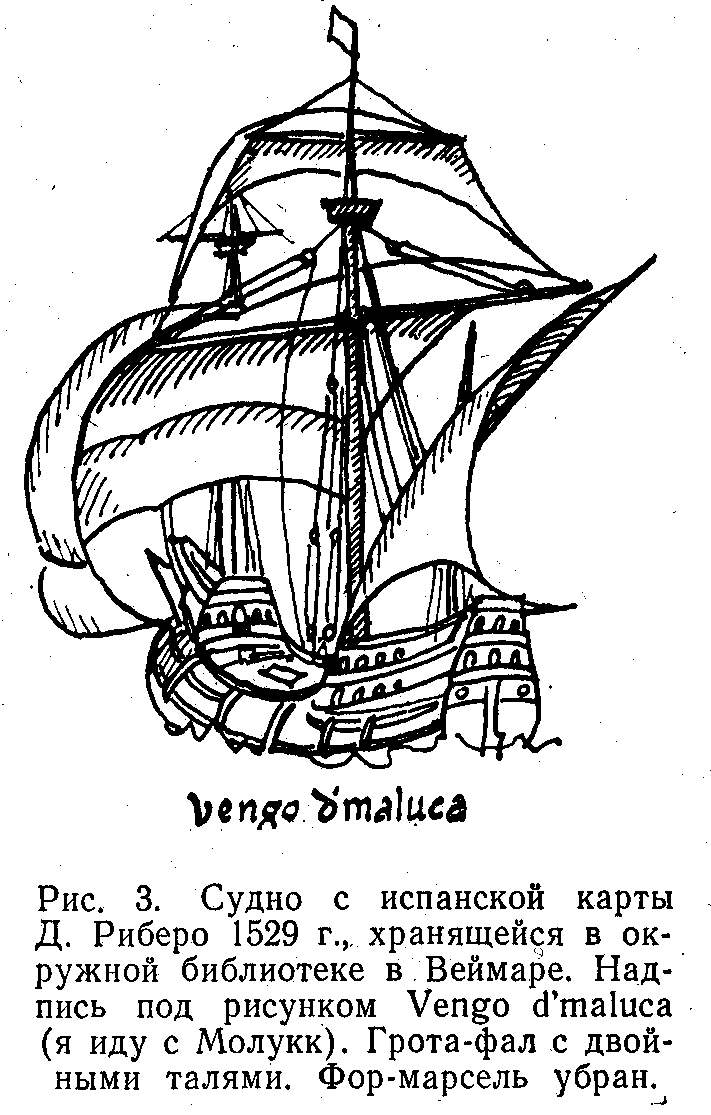 vengo d'maluca
Рис. 3. Судно с испанской карты
Д. Риберо 1529 г., хранящейся в ок-
ружной библиотеке в Веймаре. Над-
пись под рисунком Vengo d'maluca
(я иду с Молукк). Грота-фал с двой-
ными талями. Фор-марсель убран.